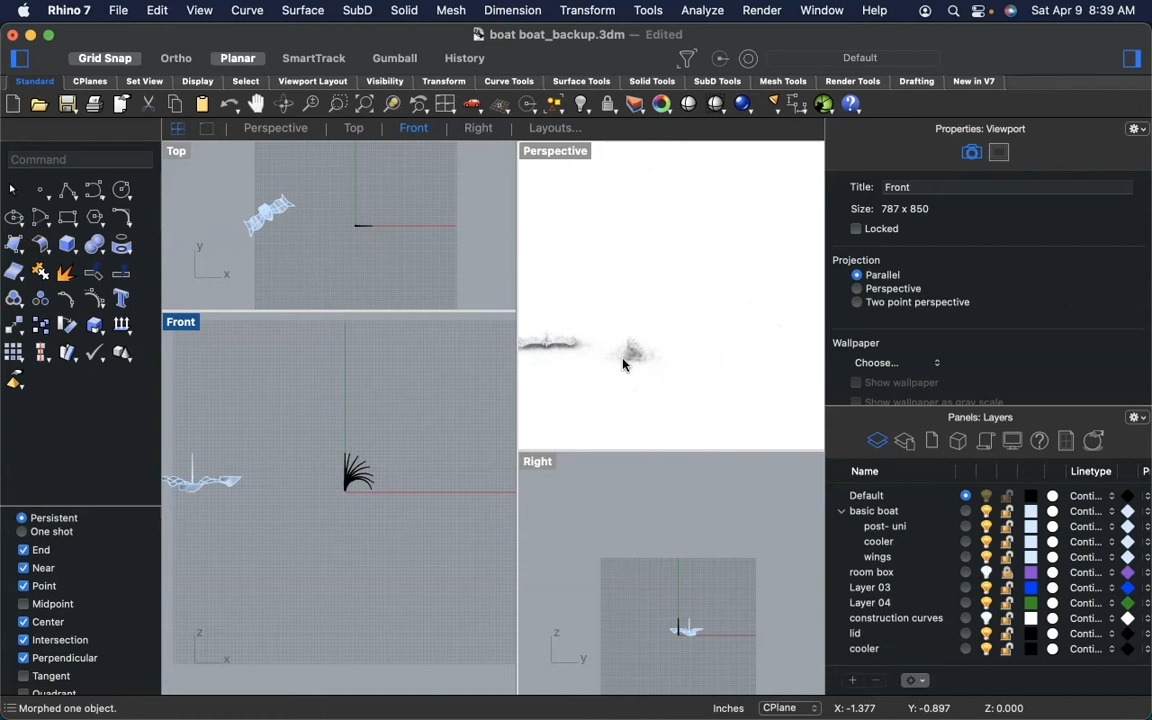 Rhino 7 File Edit View Curve Surface SubD Solid Mesh Dimension Transform Tools Analyze Render Window Help Sat Apr 9 8:39 AM
boat boat_backup.3dm — Edited
Grid Snap Ortho Planar SmartTrack Gumball History Default
Standard CPlanes Set View Display Select Viewport Layout Visibility Transform Curve Tools Surface Tools Solid Tools SubD Tools Mesh Tools Render Tools Drafting New in V7
Perspective Top Front Right Layouts... Properties: Viewport
Command
Top
Perspective
y
x
Front
z
x
Right
z
y
Title: Front
Size: 787 x 850
Locked
Projection
Parallel
Perspective
Two point perspective
Wallpaper
Choose...
Show wallpaper
Show wallpaper as gray scale
Panels: Layers
Name Linetype P
Default Conti...
basic boat Conti...
post- uni Conti...
cooler Conti...
wings Conti...
room box Conti...
Layer 03 Conti...
Layer 04 Conti...
construction curves Conti...
lid Conti...
cooler Conti...
Persistent
One shot
End
Near
Point
Midpoint
Center
Intersection
Perpendicular
Tangent
Quadrant
Morphed one object. Inches CPlane X: -1.377 Y: -0.897 Z: 0.000